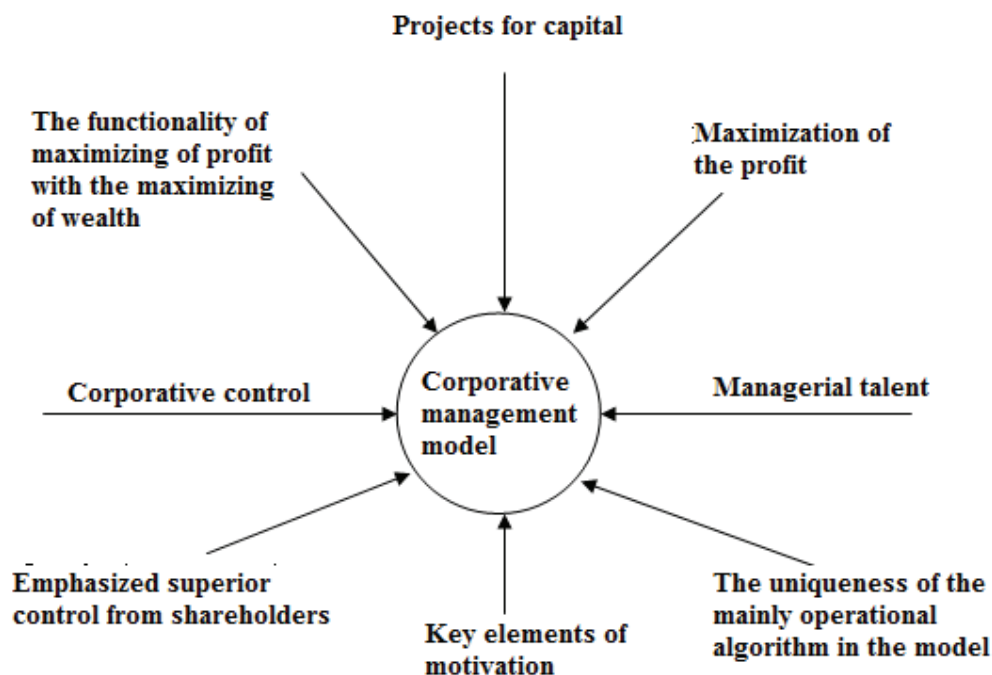 Projects for capital
The functionality of
maximizing of profit
with the maximizing
of wealth
Maximization of
the profit
Corporative control
Corporative
management
model
Managerial talent
Emphasized superior
control from shareholders
Key elements of
motivation
The uniqueness of the
mainly operational
algorithm in the model